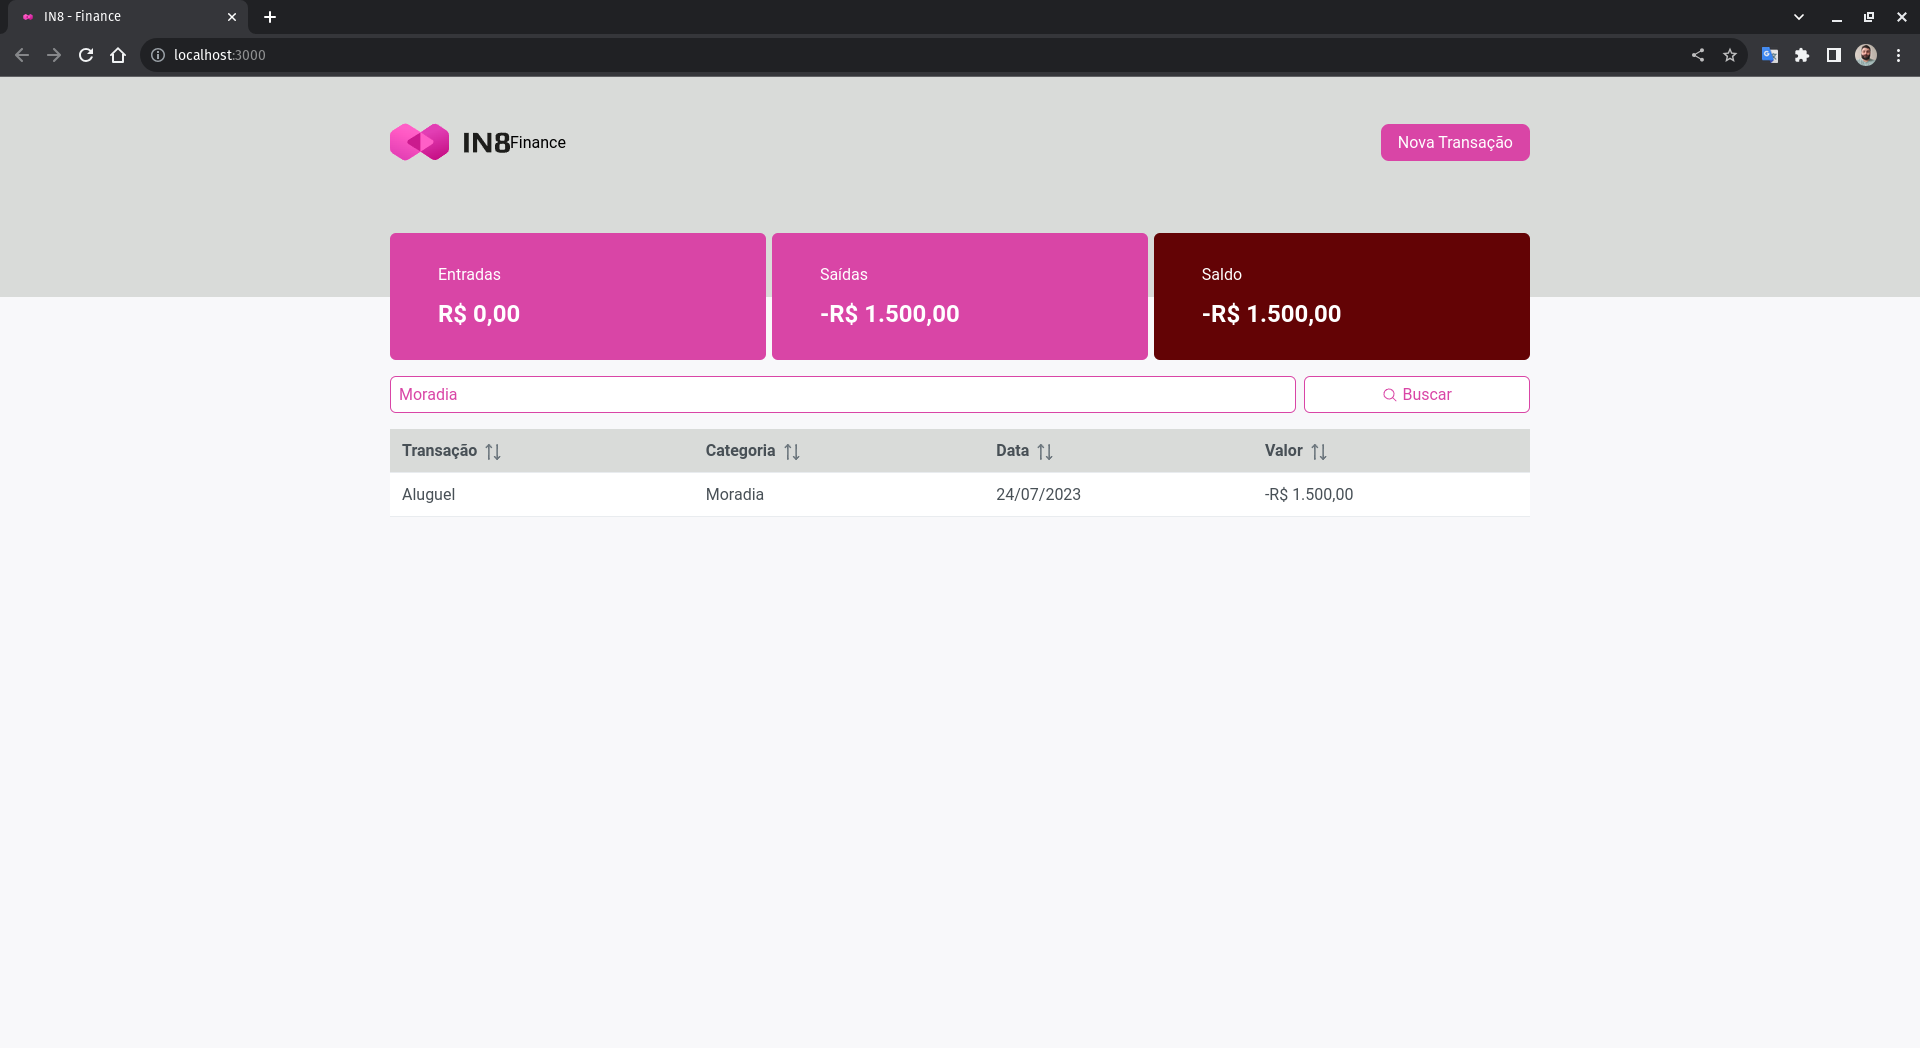 IN8 - Finance
localhost:3000
IN8Finance
Nova Transação
Entradas
R$ 0,00
Saídas
-R$ 1.500,00
Saldo
-R$ 1.500,00
Moradia
Buscar
Transação Categoria Data Valor
Aluguel Moradia 24/07/2023 -R$ 1.500,00